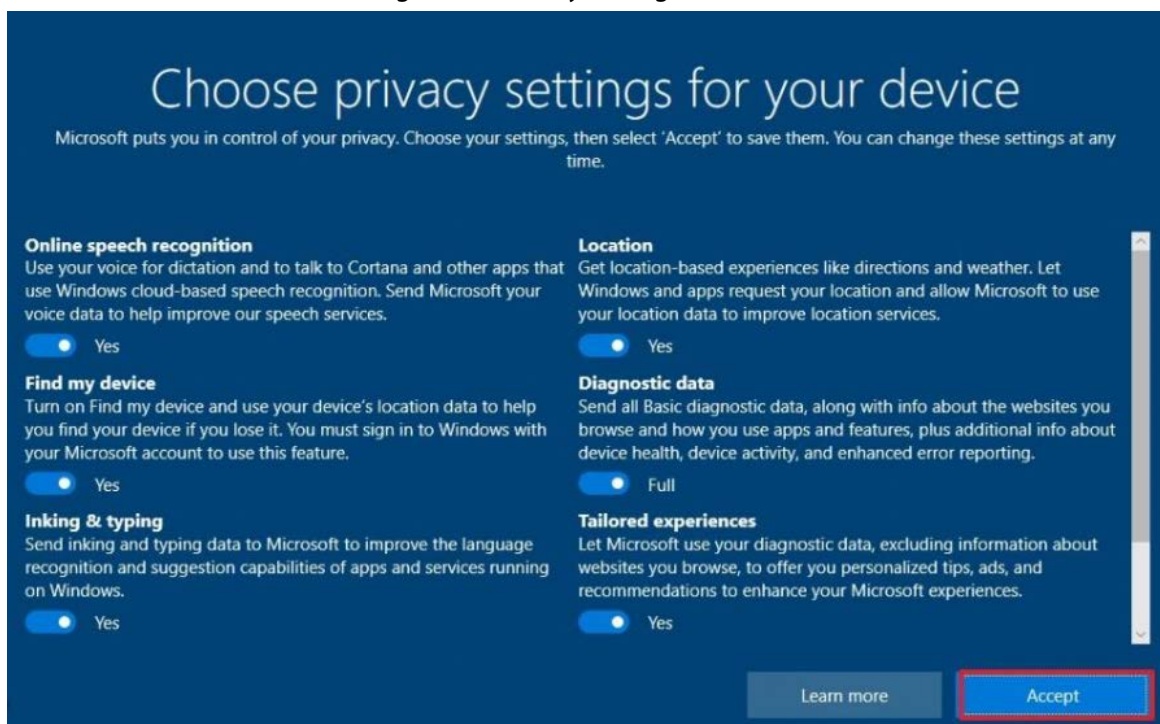 Choose privacy settings for your device
Microsoft puts you in control of your privacy. Choose your settings, then select 'Accept' to save them. You can change these settings at any
time.
Online speech recognition
Use your voice for dictation and to talk to Cortana and other apps that
use Windows cloud-based speech recognition. Send Microsoft your
voice data to help improve our speech services.
Yes
Find my device
Turn on Find my device and use your device's location data to help
you find your device if you lose it. You must sign in to Windows with
your Microsoft account to use this feature.
Yes
Inking & typing
Send inking and typing data to Microsoft to improve the language
recognition and suggestion capabilities of apps and services running
on Windows.
Yes
Location
Get location-based experiences like directions and weather. Let
Windows and apps request your location and allow Microsoft to use
your location data to improve location services.
Yes
Diagnostic data
Send all Basic diagnostic data, along with info about the websites you
browse and how you use apps and features, plus additional info about
device health, device activity, and enhanced error reporting.
Full
Tailored experiences
Let Microsoft use your diagnostic data, excluding information about
websites you browse, to offer you personalized tips, ads, and
recommendations to enhance your Microsoft experiences.
Yes
Learn more
Accept